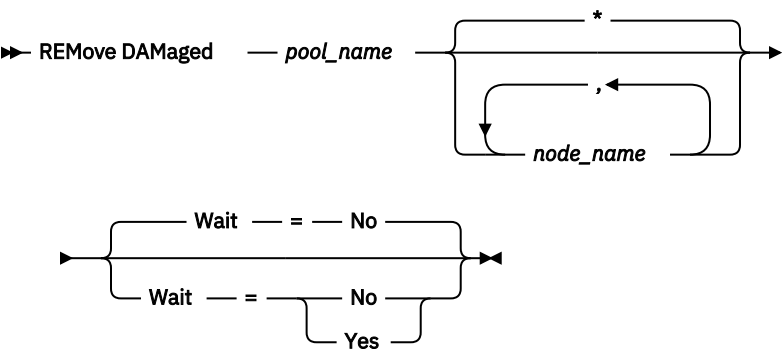 *
REMove DAMaged pool_name
,
node_name
Wait = No
Wait = No
Yes